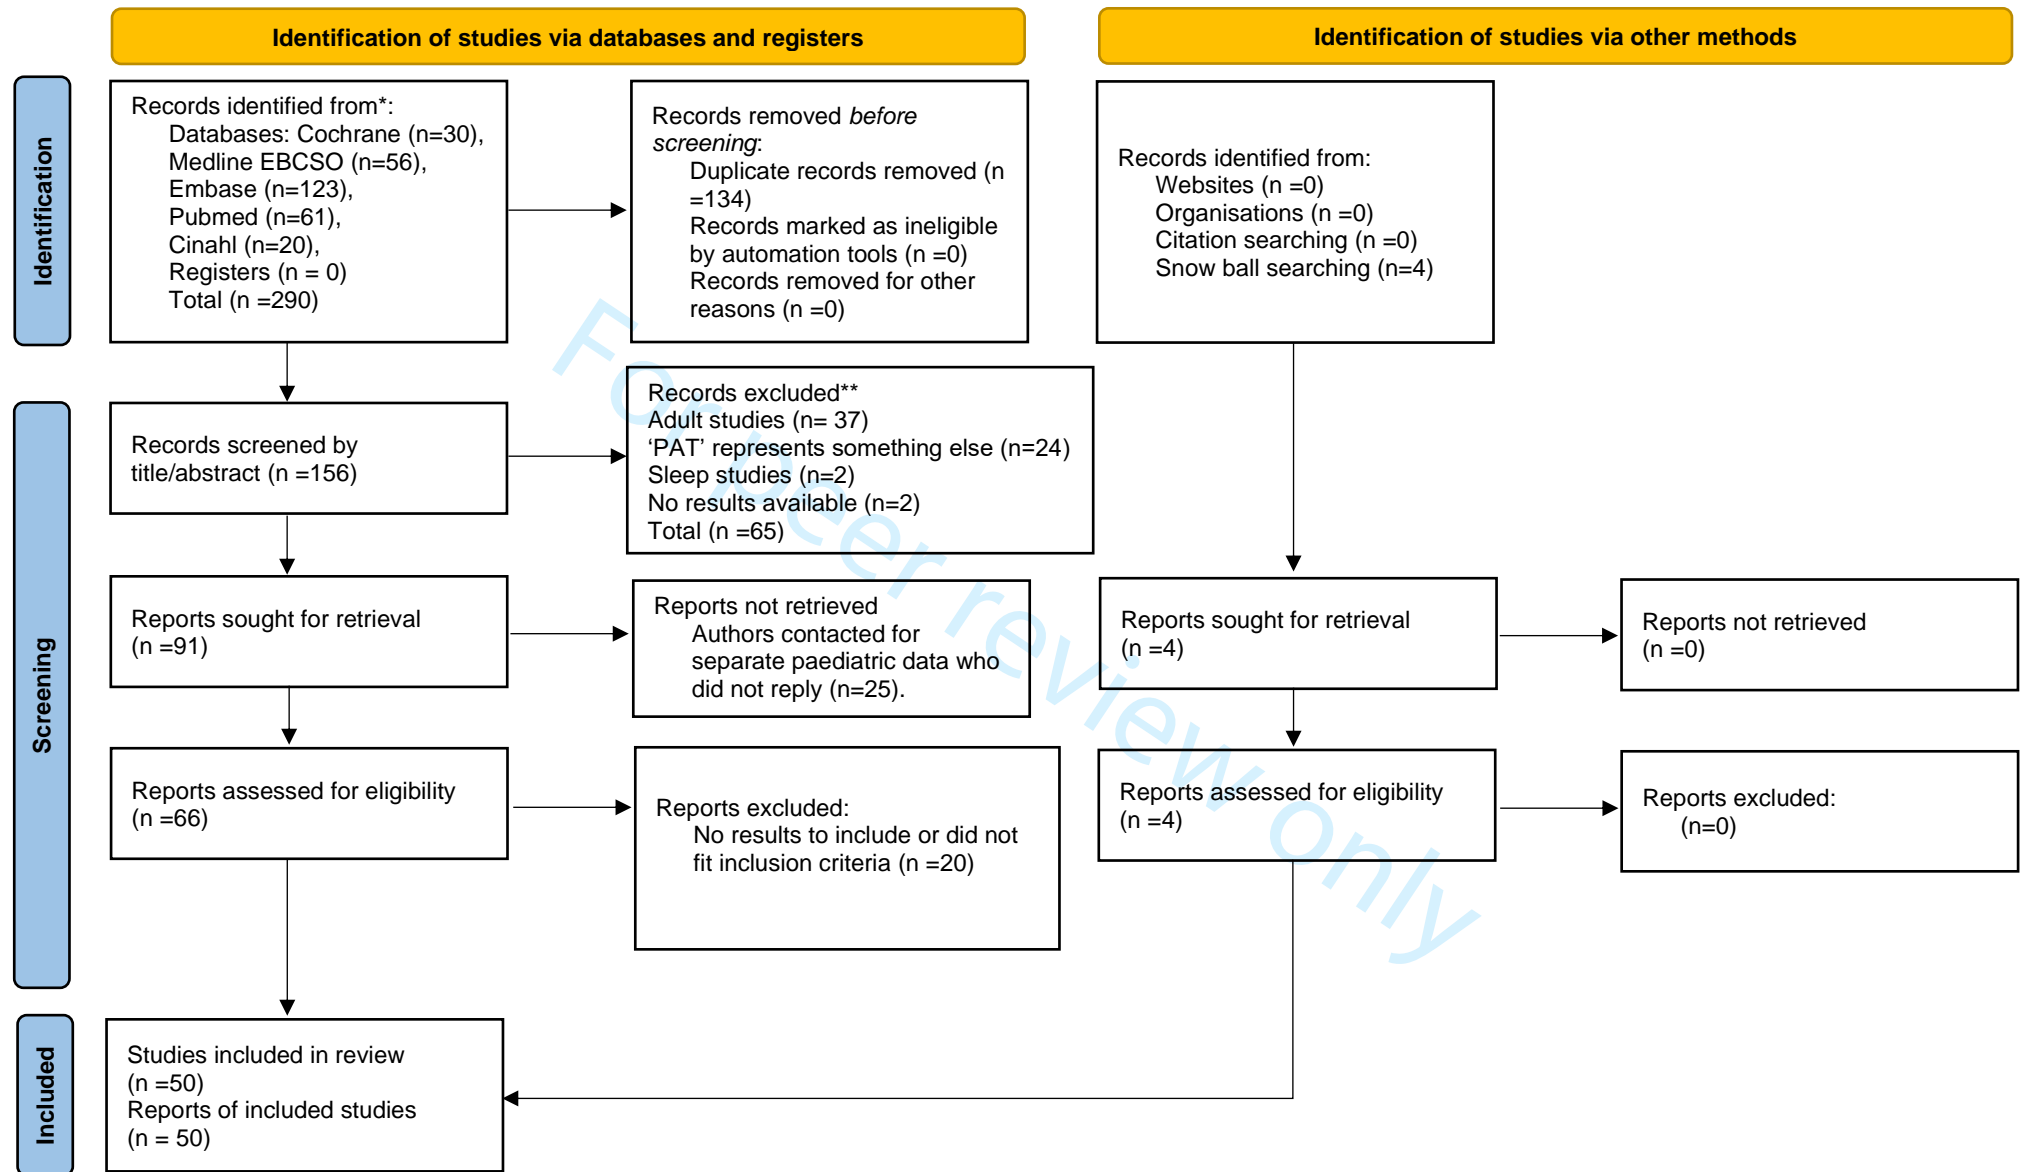 Identification of studies via databases and registers
Identification of studies via other methods
Identification
Records identified from*:
Databases: Cochrane (n=30),
Medline EBCSO (n=56),
Embase (n=123),
Pubmed (n=61),
Cinahl (n=20),
Registers (n = 0)
Total (n =290)
Records removed before
screening:
Duplicate records removed (n
=134)
Records marked as ineligible
by automation tools (n =0)
Records removed for other
reasons (n =0)
Records identified from:
Websites (n =0)
Organisations (n =0)
Citation searching (n =0)
Snow ball searching (n=4)
Screening
Records screened by
title/abstract (n =156)
Records excluded**
Adult studies (n= 37)
‘PAT’ represents something else (n=24)
Sleep studies (n=2)
No results available (n=2)
Total (n =65)
Reports sought for retrieval
(n =91)
Reports not retrieved
Authors contacted for
separate paediatric data who
did not reply (n=25).
Reports sought for retrieval
(n =4)
Reports not retrieved
(n =0)
Reports assessed for eligibility
(n =66)
Reports excluded:
No results to include or did not
fit inclusion criteria (n =20)
Reports assessed for eligibility
(n =4)
Reports excluded:
(n=0)
Included
Studies included in review
(n =50)
Reports of included studies
(n = 50)
For peer review only